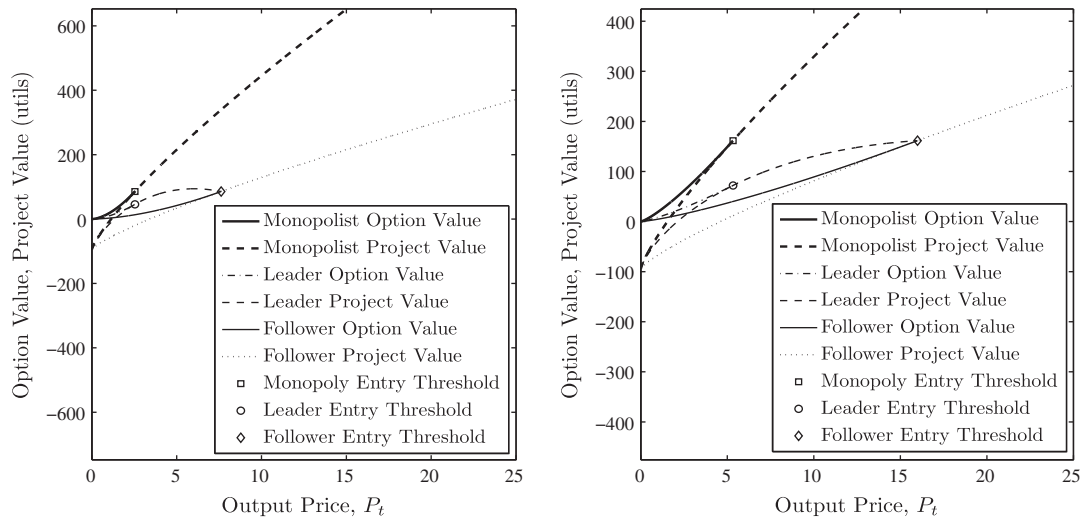 600
400
200
0
−200
−400
−600
0
5
10
15
20
25
Option Value, Project Value (utils)
Output Price, P_t
Monopolist Option Value
Monopolist Project Value
Leader Option Value
Leader Project Value
Follower Option Value
Follower Project Value
Monopoly Entry Threshold
Leader Entry Threshold
Follower Entry Threshold
400
300
200
100
0
−100
−200
−300
−400
0
5
10
15
20
25
Option Value, Project Value (utils)
Output Price, P_t
Monopolist Option Value
Monopolist Project Value
Leader Option Value
Leader Project Value
Follower Option Value
Follower Project Value
Monopoly Entry Threshold
Leader Entry Threshold
Follower Entry Threshold